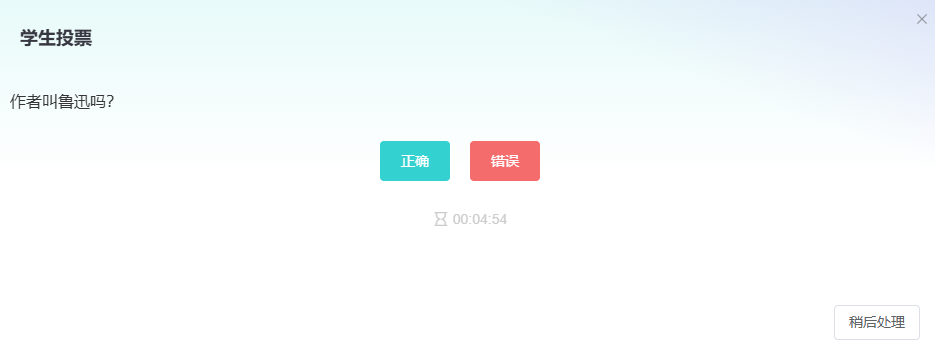 学生投票
作者叫鲁迅吗？
正确 错误
00:04:54
稍后处理